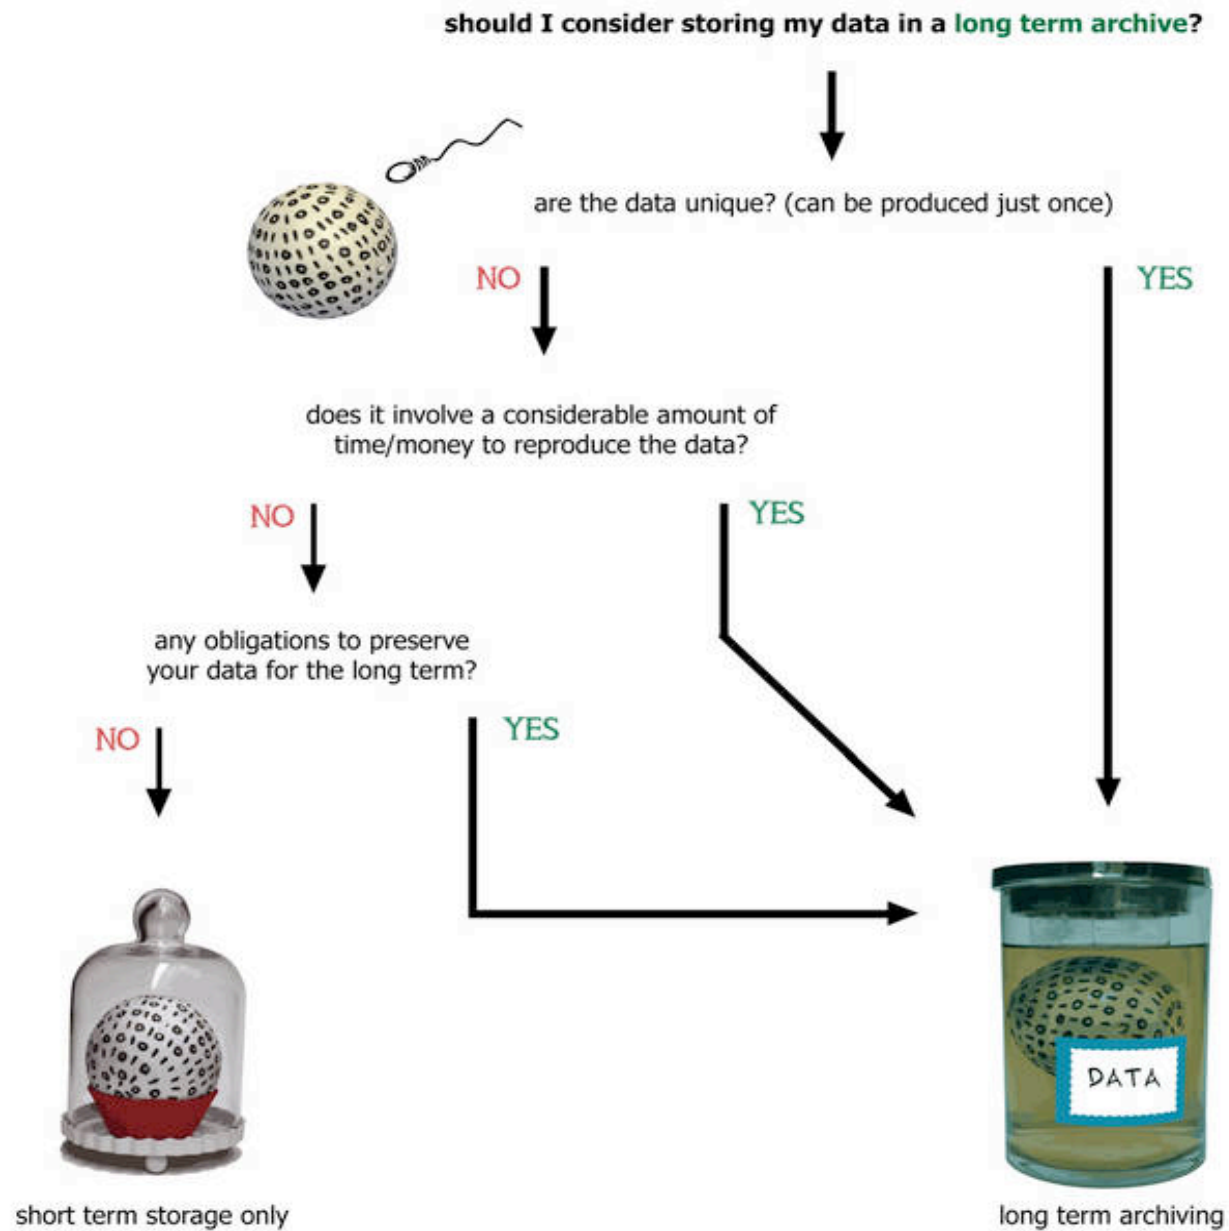 should I consider storing my data in a long term archive?
are the data unique? (can be produced just once)
NO
YES
does it involve a considerable amount of
time/money to reproduce the data?
NO
YES
any obligations to preserve
your data for the long term?
NO
YES
DATA
short term storage only
long term archiving